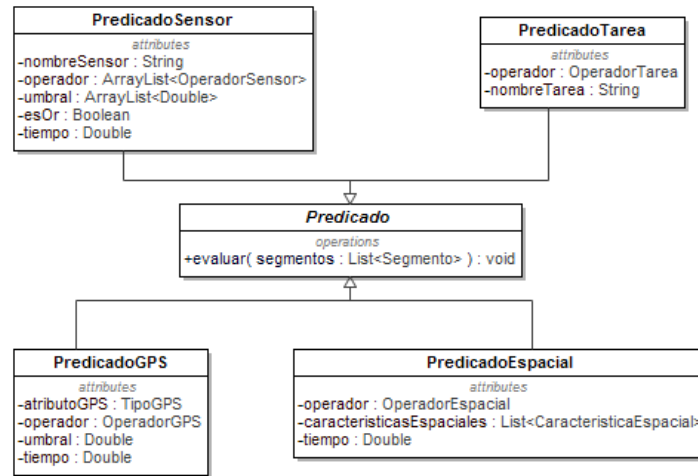 PredicadoSensor
attributes
-nombreSensor : String
-operador : ArrayList<OperadorSensor>
-umbral : ArrayList<Double>
-esOr : Boolean
-tiempo : Double
PredicadoTarea
attributes
-operador : OperadorTarea
-nombreTarea : String
Predicado
operations
+evaluar( segmentos : List<Segmento> ) : void
PredicadoGPS
attributes
-atributoGPS : TipoGPS
-operador : OperadorGPS
-umbral : Double
-tiempo : Double
PredicadoEspacial
attributes
-operador : OperadorEspacial
-caracteristicasEspaciales : List<CaracteristicaEspacial>
-tiempo : Double